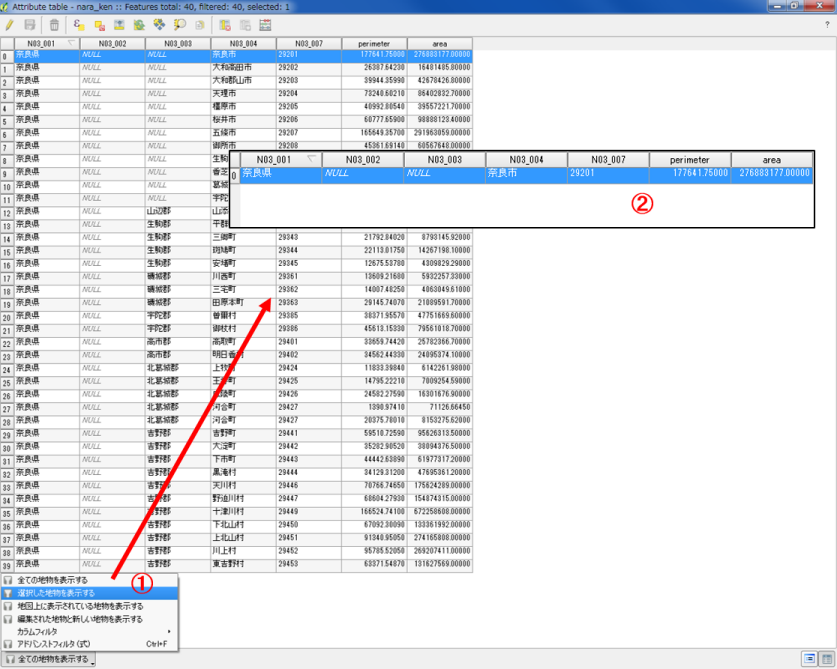 Attribute table - nara_ken :: Features total: 40, filtered: 40, selected: 1
?
N03_001 N03_002 N03_003 N03_004 N03_007 perimeter area
0 奈良県 NULL NULL 奈良市 29201 177641.75000 276883177.00000
1 奈良県 NULL NULL 大和高田市 29202 26387.64230 16481485.80000
2 奈良県 NULL NULL 大和郡山市 29203 39944.35990 42678426.80000
3 奈良県 NULL NULL 天理市 29204 73240.68210 86402832.70000
4 奈良県 NULL NULL 橿原市 29205 40992.80540 39557221.70000
5 奈良県 NULL NULL 桜井市 29206 60777.65900 98888123.40000
6 奈良県 NULL NULL 五條市 29207 165649.35700 291963059.00000
7 奈良県 NULL NULL 御所市 29208 45361.69140 60567648.00000
8 奈良県 NULL NULL 生駒
N03_001 N03_002 N03_003 N03_004 N03_007 perimeter area
9 奈良県 NULL NULL 香芝
0 奈良県 NULL NULL 奈良市 29201 177641.75000 276883177.00000
10 奈良県 NULL NULL 葛城
11 奈良県 NULL NULL 宇陀
②
12 奈良県 NULL 山辺郡 山添
13 奈良県 NULL 生駒郡 平群
14 奈良県 NULL 生駒郡 三郷町 29343 21792.84020 8793145.92000
15 奈良県 NULL 生駒郡 斑鳩町 29344 22113.01750 14267198.10000
16 奈良県 NULL 生駒郡 安堵町 29345 12675.53780 4309829.29000
17 奈良県 NULL 磯城郡 川西町 29361 13609.21680 5932257.33000
18 奈良県 NULL 磯城郡 三宅町 29362 14007.48250 4063049.61000
19 奈良県 NULL 磯城郡 田原本町 29363 29145.74070 21089591.70000
20 奈良県 NULL 宇陀郡 曽爾村 29385 38371.95570 47751669.60000
21 奈良県 NULL 宇陀郡 御杖村 29386 45613.15330 79561018.70000
22 奈良県 NULL 高市郡 高取町 29401 33659.74420 25782366.70000
23 奈良県 NULL 高市郡 明日香村 29402 34562.44330 24095374.10000
24 奈良県 NULL 北葛城郡 上牧町 29424 11833.39840 6142261.98000
25 奈良県 NULL 北葛城郡 王寺町 29425 14795.22210 7009254.59000
26 奈良県 NULL 北葛城郡 広陵町 29426 24582.27590 16301676.90000
27 奈良県 NULL 北葛城郡 河合町 29427 1390.97410 71126.66450
28 奈良県 NULL 北葛城郡 河合町 29427 20375.78010 8153275.62000
29 奈良県 NULL 吉野郡 吉野町 29441 59510.72590 95626313.50000
30 奈良県 NULL 吉野郡 大淀町 29442 35282.90520 38094376.50000
31 奈良県 NULL 吉野郡 下市町 29443 44442.63890 61977317.20000
32 奈良県 NULL 吉野郡 黒滝村 29444 34129.31200 47695361.20000
33 奈良県 NULL 吉野郡 天川村 29446 70766.74650 175624289.00000
34 奈良県 NULL 吉野郡 野迫川村 29447 68604.27930 154874315.00000
35 奈良県 NULL 吉野郡 十津川村 29449 166524.74100 672258608.00000
36 奈良県 NULL 吉野郡 下北山村 29450 67092.30090 133361992.00000
37 奈良県 NULL 吉野郡 上北山村 29451 91340.95050 274165808.00000
38 奈良県 NULL 吉野郡 川上村 29452 95785.52050 269207411.00000
39 奈良県 NULL 吉野郡 東吉野村 29453 63371.54870 131627569.00000
①
全ての地物を表示する
選択した地物を表示する
地図上に表示されている地物を表示する
編集された地物と新しい地物を表示する
カラムフィルタ
アドバンストフィルタ (式) Ctrl+F
全ての地物を表示する